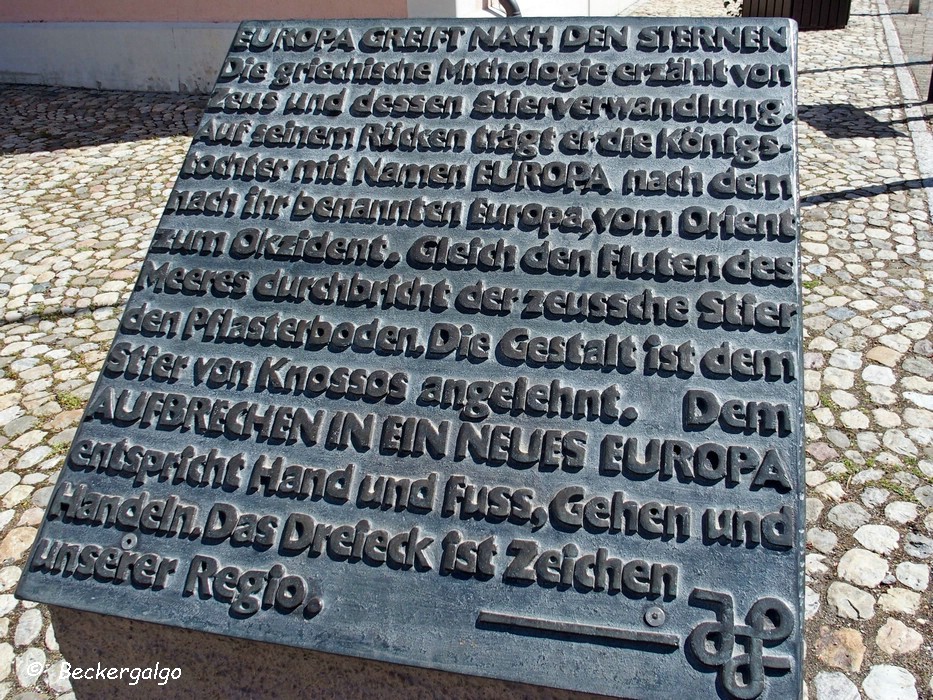 EUROPA GREIFT NACH DEN STERNEN
Die griechische Mythologie erzählt von
Zeus und dessen Stierverwandlung.
Auf seinem Rücken trägt er die Königs-
tochter mit Namen EUROPA nach dem
nach ihr benannten Europa, vom Orient
zum Okzident. Gleich den Fluten des
Meeres durchbricht der zeussche Stier
den Pflasterboden. Die Gestalt ist dem
Stier von Knossos angelehnt. Dem
AUFBRECHEN IN EIN NEUES EUROPA
entspricht Hand und Fuss, Gehen und
Handeln. Das Dreieck ist Zeichen
unserer Regio.
© Beckergalgo